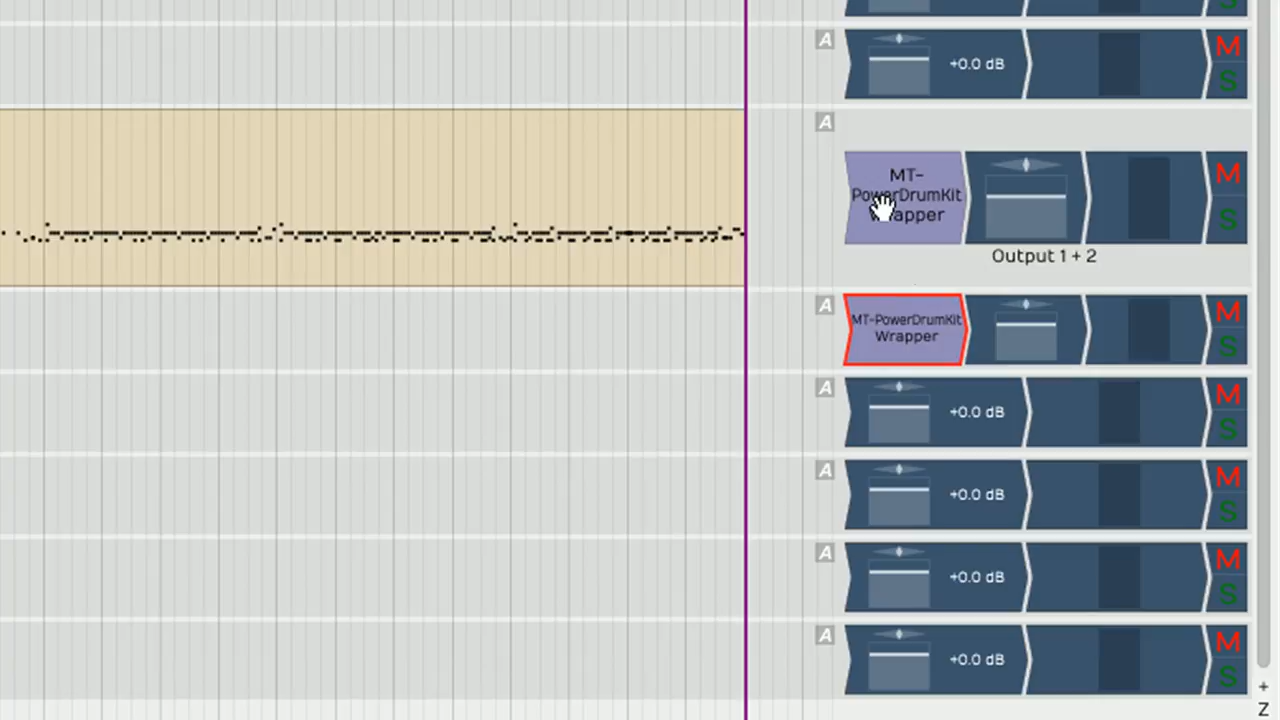 S
A
+0.0 dB
M
S
A
MT-
PowerDrumKit
Wrapper
M
S
Output 1 + 2
A
MT-PowerDrumKit
Wrapper
M
S
A
+0.0 dB
M
S
A
+0.0 dB
M
S
A
+0.0 dB
M
S
A
+0.0 dB
M
S
+
Z